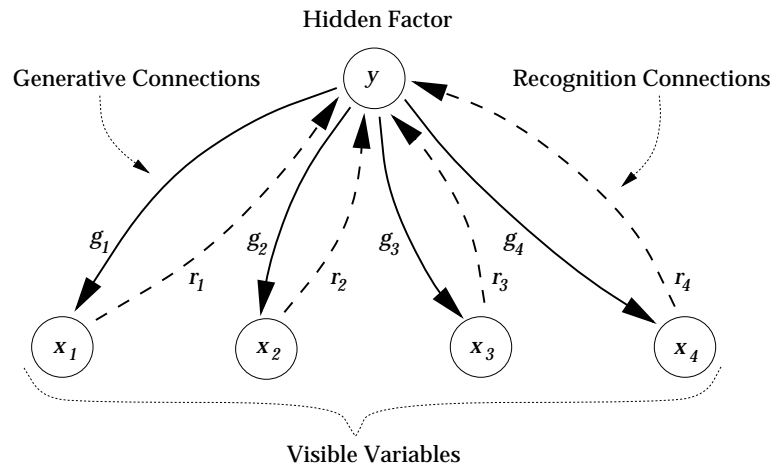 Hidden Factor
Generative Connections
y
Recognition Connections
g1
r1
g2
r2
g3
r3
g4
r4
x1
x2
x3
x4
Visible Variables